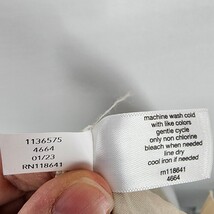 1136575
4664
01/23
RN118641
machine wash cold
with like colors
gentle cycle
only non chlorine
bleach when needed
line dry
cool iron if needed
m118641
4664